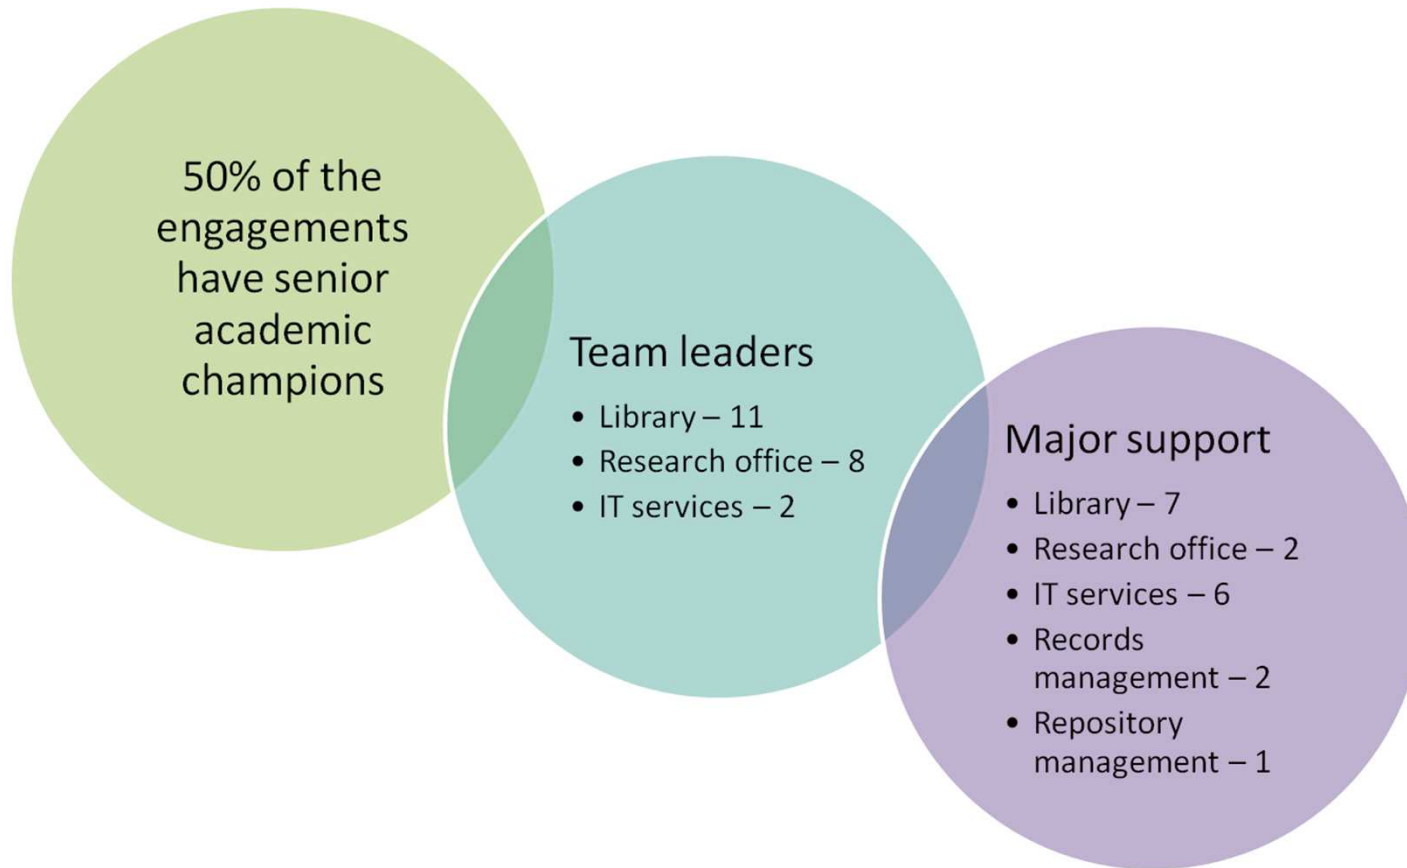 50% of the
engagements
have senior
academic
champions
Team leaders
• Library – 11
• Research office – 8
• IT services – 2
Major support
• Library – 7
• Research office – 2
• IT services – 6
• Records
management – 2
• Repository
management – 1